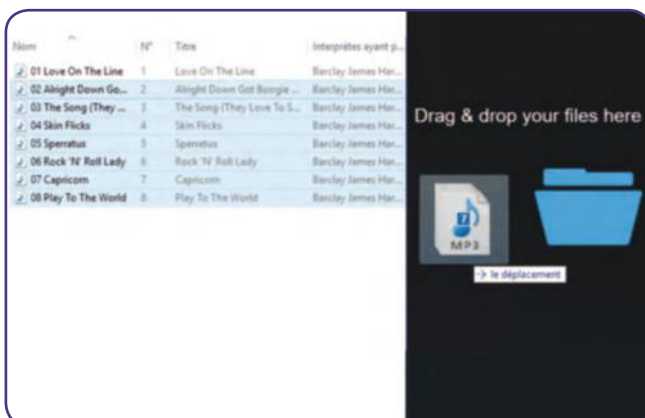 Nom N° Titre Interprètes ayant p...
01 Love On The Line 1 Love On The Line Barclay James Har...
02 Alright Down Go... 2 Alright Down Got Boogie ... Barclay James Har...
03 The Song (They ... 3 The Song (They Love To S... Barclay James Har...
04 Skin Flicks 4 Skin Flicks Barclay James Har...
05 Sperratus 5 Sperratus Barclay James Har...
06 Rock 'N' Roll Lady 6 Rock 'N' Roll Lady Barclay James Har...
07 Capricorn 7 Capricorn Barclay James Har...
08 Play To The World 8 Play To The World Barclay James Har...
Drag & drop your files here
7
MP3
→ le déplacement